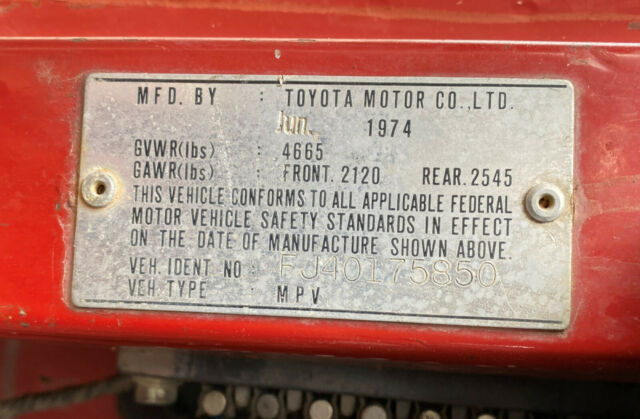 MFD. BY : TOYOTA MOTOR CO.,LTD.
Jun. 1974
GVWR(lbs) : 4665
GAWR(lbs) : FRONT.2120 REAR.2545
THIS VEHICLE CONFORMS TO ALL APPLICABLE FEDERAL
MOTOR VEHICLE SAFETY STANDARDS IN EFFECT
ON THE DATE OF MANUFACTURE SHOWN ABOVE.
VEH. IDENT NO : FJ40175850
VEH. TYPE : MPV